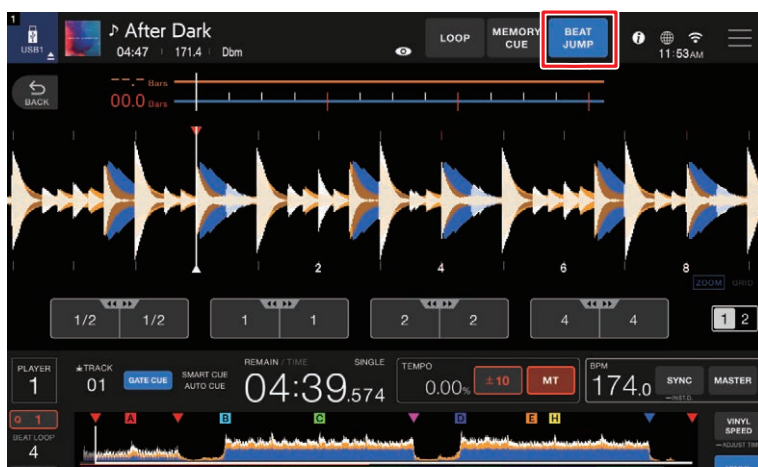 1
USB1
♪ After Dark
04:47 171.4 Dbm
LOOP
MEMORY CUE
BEAT JUMP
i
11:53AM
BACK
--.- Bars
00.0 Bars
2 4 6 8
ZOOM GRID
1/2 1/2
1 1
2 2
4 4
1 2
PLAYER
1
TRACK
01
GATE CUE
SMART CUE
AUTO CUE
REMAIN / TIME
SINGLE
04:39.574
TEMPO
0.00%
±10
MT
BPM
174.0
SYNC
—INST.D.
MASTER
Q 1
BEAT LOOP
4
A B C D E H
VINYL
SPEED
—ADJUST TIM